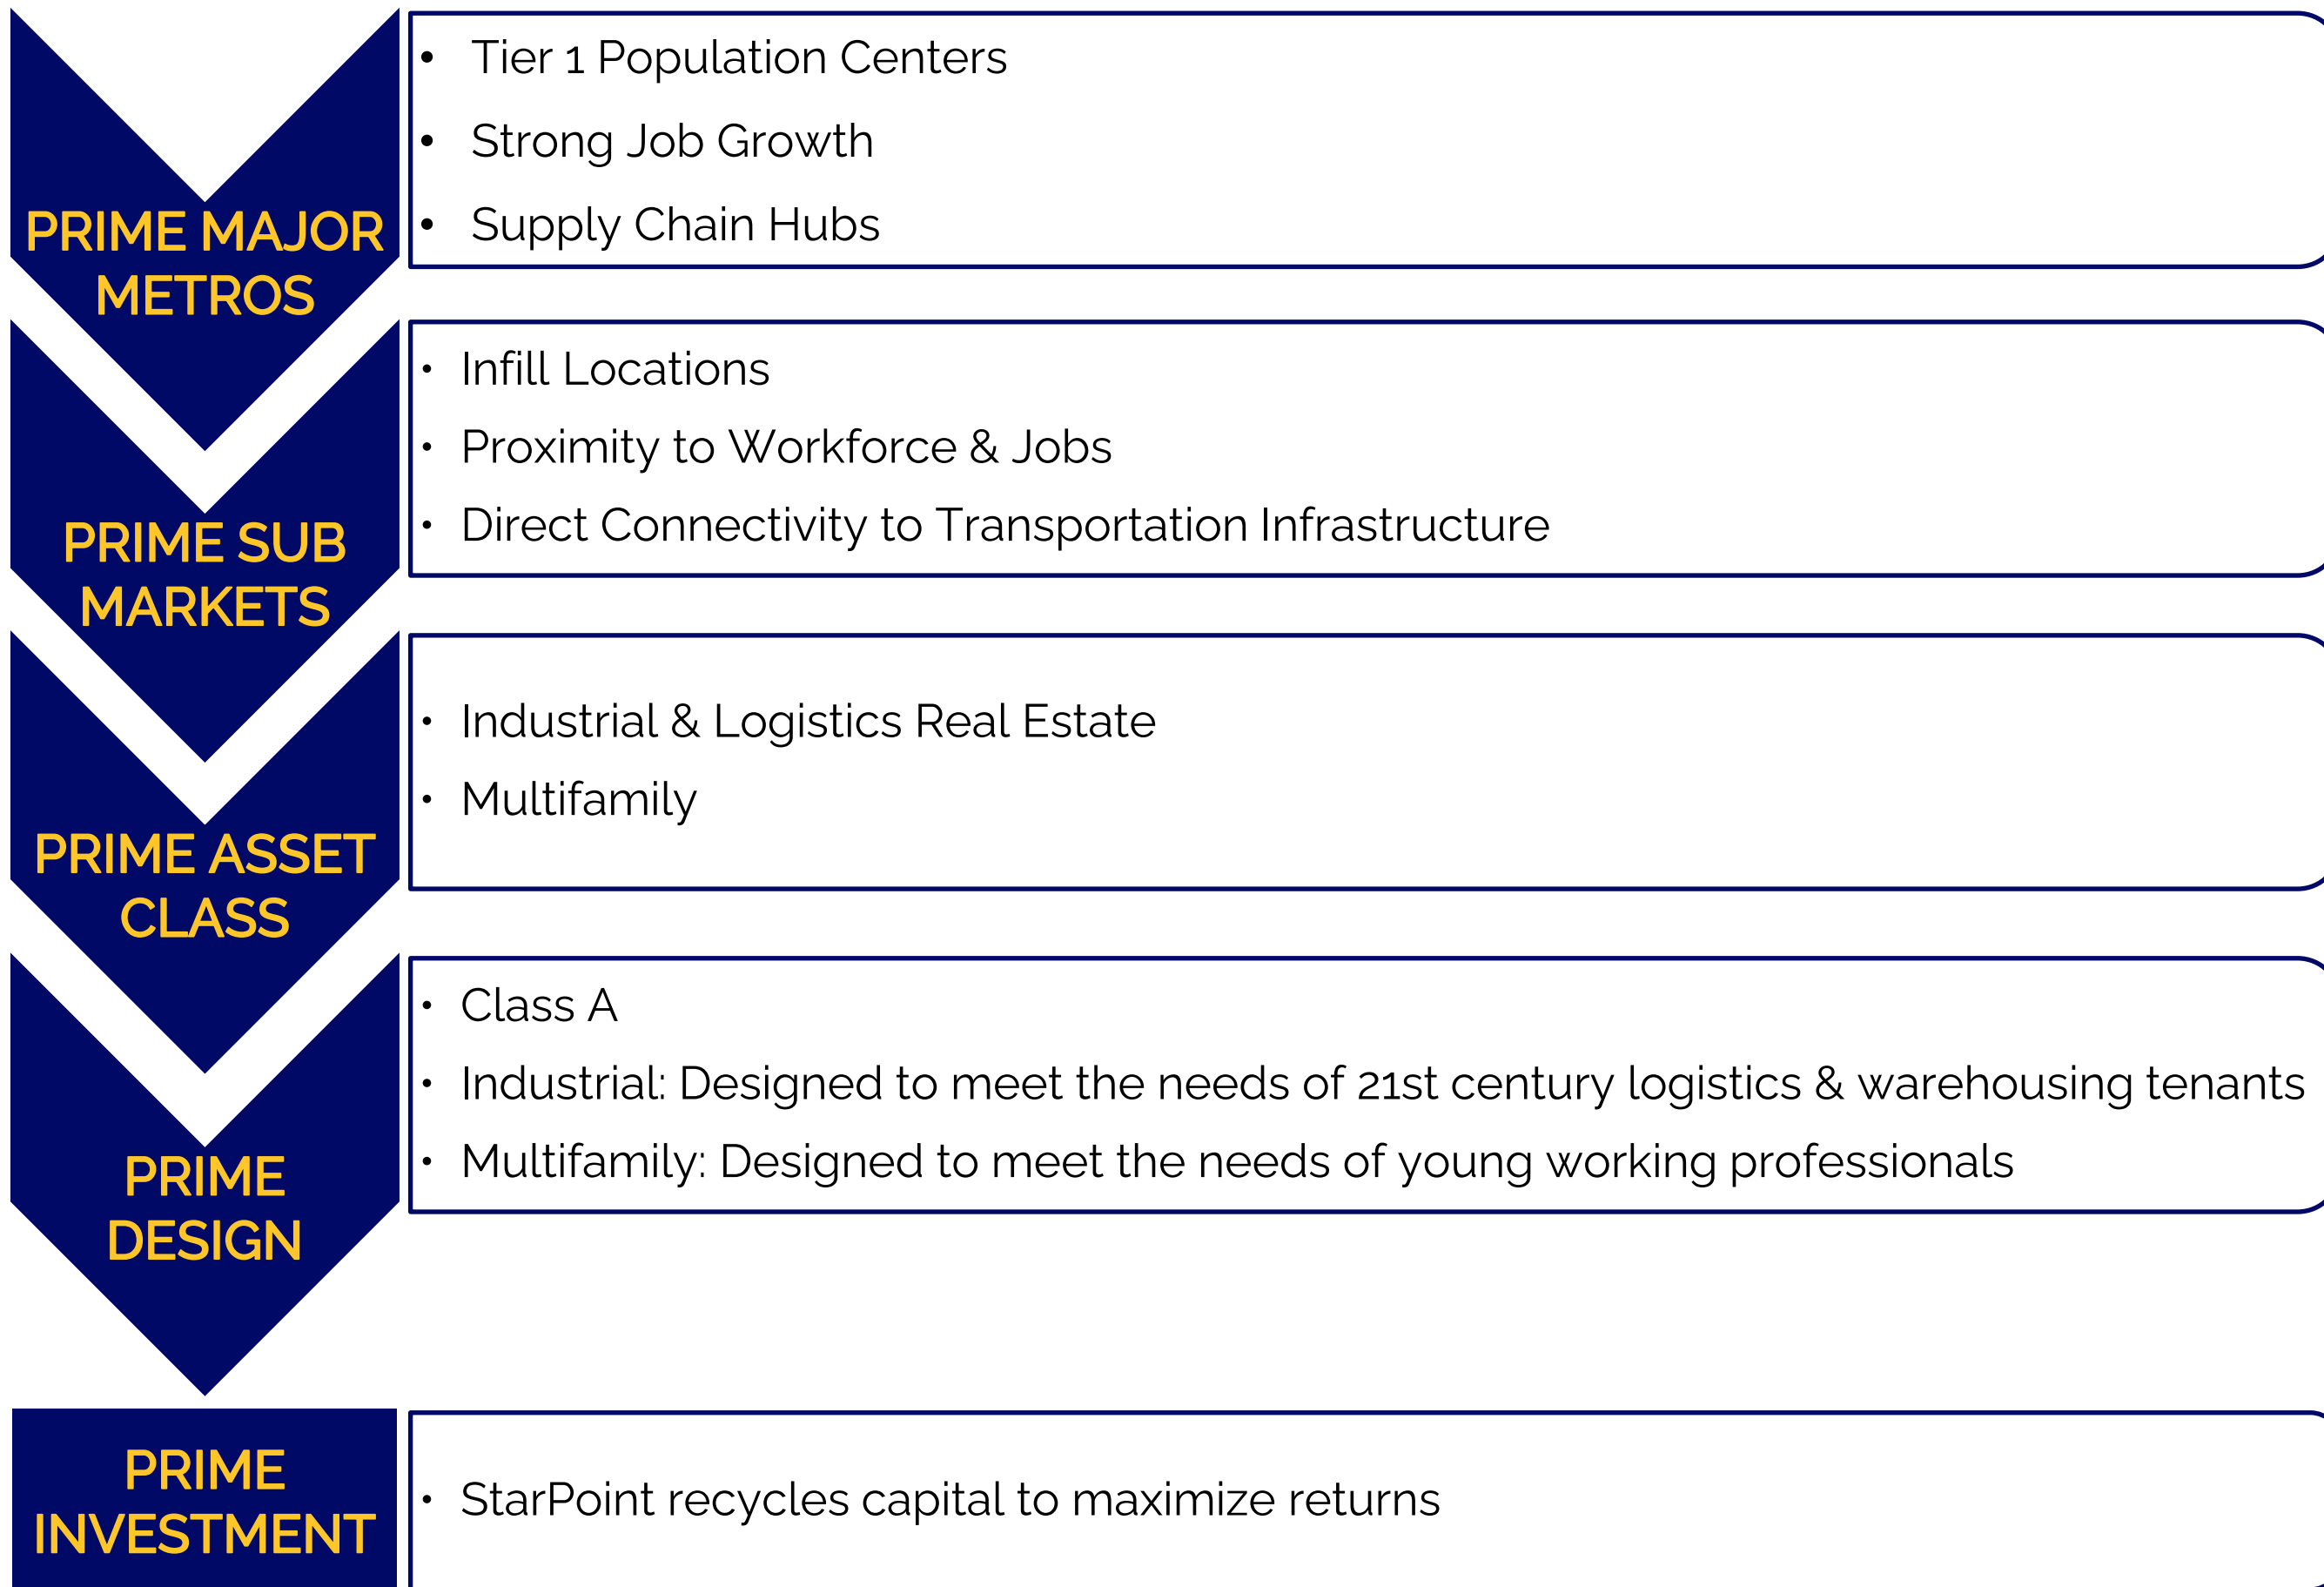 PRIME MAJOR
METROS
• Tier 1 Population Centers
• Strong Job Growth
• Supply Chain Hubs
PRIME SUB
MARKETS
• Infill Locations
• Proximity to Workforce & Jobs
• Direct Connectivity to Transportation Infrastructure
PRIME ASSET
CLASS
• Industrial & Logistics Real Estate
• Multifamily
PRIME
DESIGN
• Class A
• Industrial: Designed to meet the needs of 21st century logistics & warehousing tenants
• Multifamily: Designed to meet the needs of young working professionals
PRIME
INVESTMENT
• StarPoint recycles capital to maximize returns